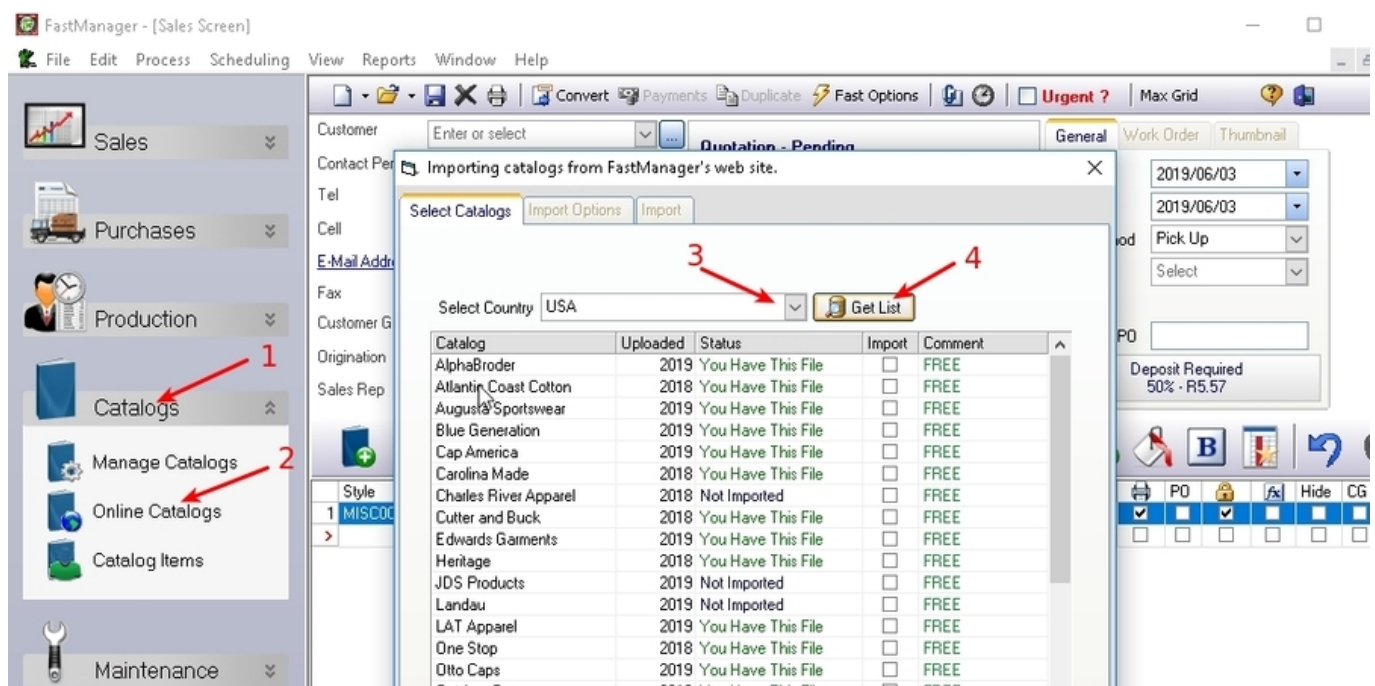 FastManager - [Sales Screen]
File Edit Process Scheduling View Reports Window Help
Convert Payments Duplicate Fast Options Urgent ? Max Grid
Sales
Purchases
Production
1
Catalogs
Manage Catalogs
2
Online Catalogs
Catalog Items
Maintenance
Customer Enter or select ...
Quotation - Pending
Contact Per
Tel
Cell
E-Mail Addr
Fax
Customer G
Origination
Sales Rep
General Work Order Thumbnail
2019/06/03
2019/06/03
od Pick Up
Select
PO
Deposit Required
50% - R5.57
Importing catalogs from FastManager's web site.
Select Catalogs Import Options Import
3 4
Select Country USA Get List
Catalog Uploaded Status Import Comment
AlphaBroder 2019 You Have This File FREE
Atlantic Coast Cotton 2018 You Have This File FREE
Augusta Sportswear 2019 You Have This File FREE
Blue Generation 2019 You Have This File FREE
Cap America 2019 You Have This File FREE
Carolina Made 2018 You Have This File FREE
Charles River Apparel 2018 Not Imported FREE
Cutter and Buck 2018 You Have This File FREE
Edwards Garments 2019 You Have This File FREE
Heritage 2018 You Have This File FREE
JDS Products 2019 Not Imported FREE
Landau 2019 Not Imported FREE
LAT Apparel 2019 You Have This File FREE
One Stop 2018 You Have This File FREE
Otto Caps 2019 You Have This File FREE
B
Style PO fx Hide CG
1 MISC00